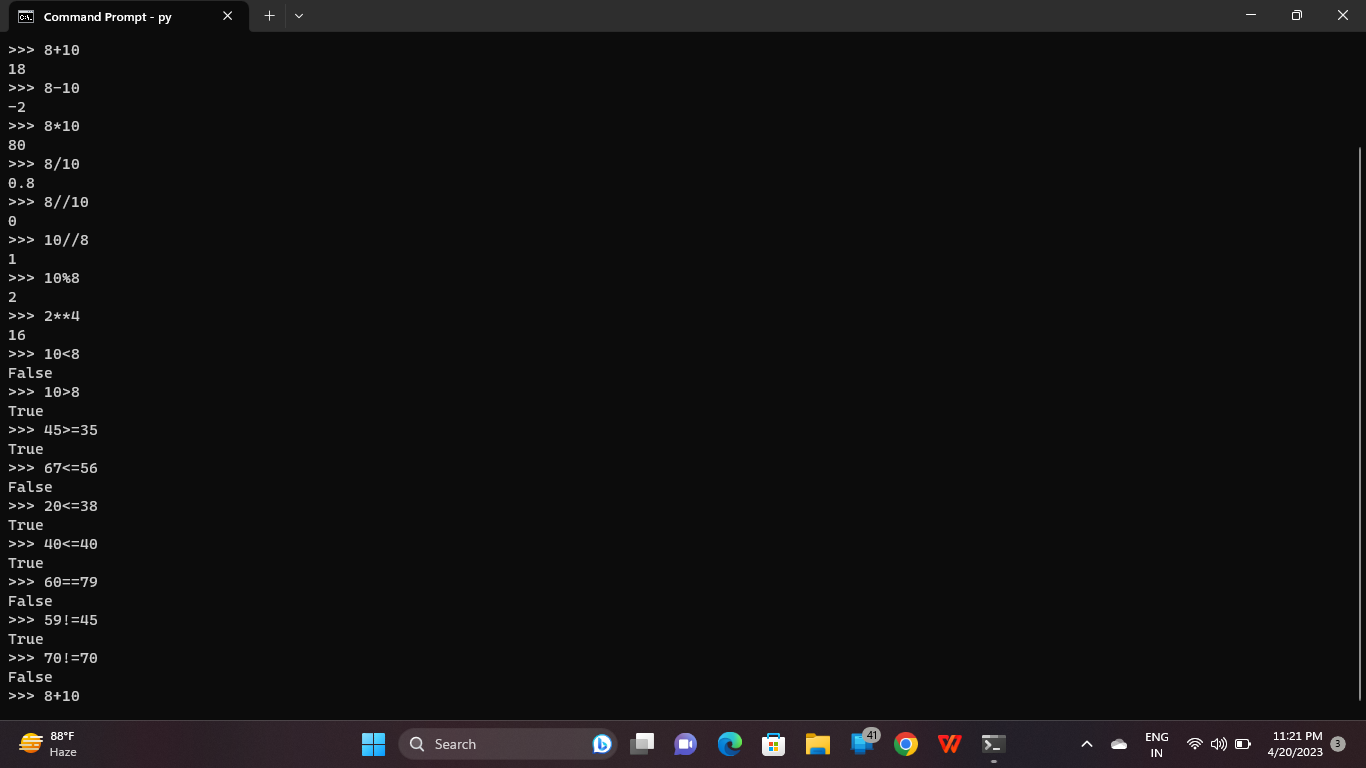 Command Prompt - py
>>> 8+10
18
>>> 8-10
-2
>>> 8*10
80
>>> 8/10
0.8
>>> 8//10
0
>>> 10//8
1
>>> 10%8
2
>>> 2**4
16
>>> 10<8
False
>>> 10>8
True
>>> 45>=35
True
>>> 67<=56
False
>>> 20<=38
True
>>> 40<=40
True
>>> 60==79
False
>>> 59!=45
True
>>> 70!=70
False
>>> 8+10
88°F
Haze
Search
41
ENG
IN
11:21 PM
4/20/2023
3